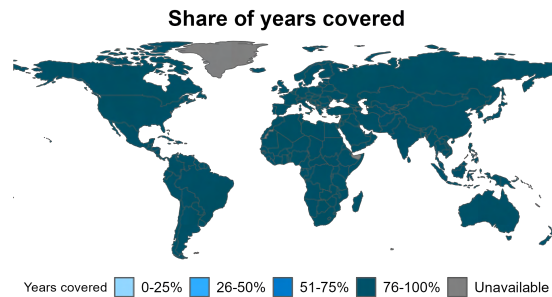 Share of years covered
Years covered 0-25% 26-50% 51-75% 76-100% Unavailable